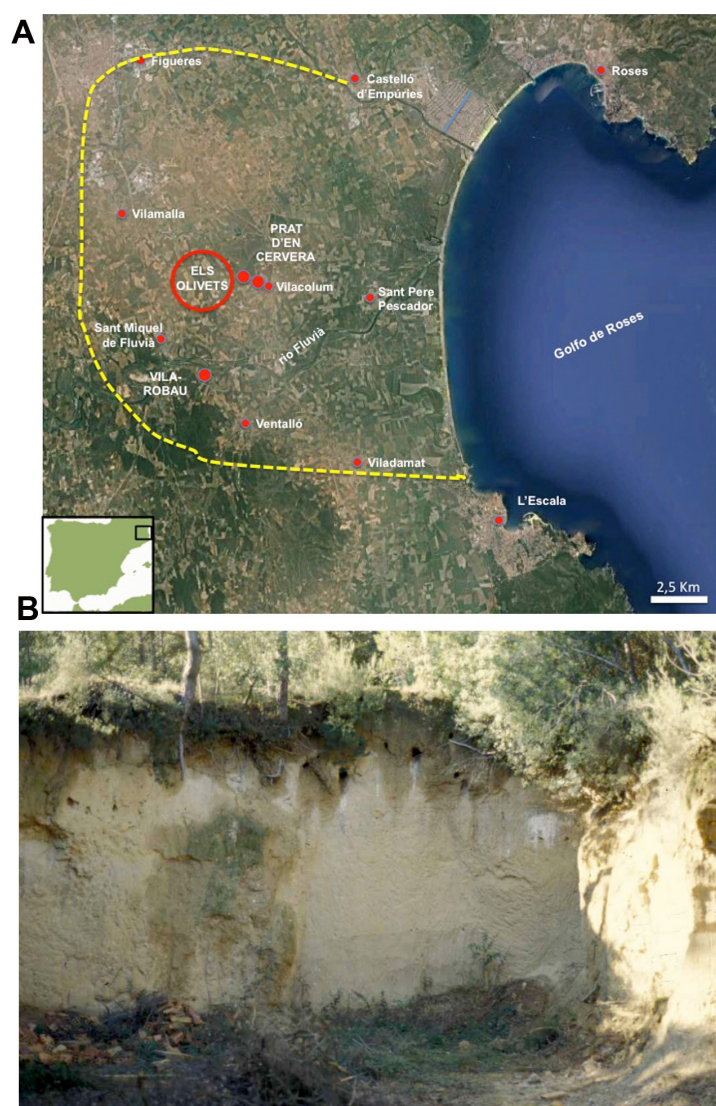 A
Figueres
Castelló
d'Empúries
Roses
Vilamalla
PRAT
D'EN
CERVERA
ELS
OLIVETS
Vilacolum
Sant Pere
Pescador
Sant Miquel
de Fluvià
río Fluvià
Golfo de Roses
VILA-
ROBAU
Ventalló
Viladamat
L'Escala
2,5 Km
B